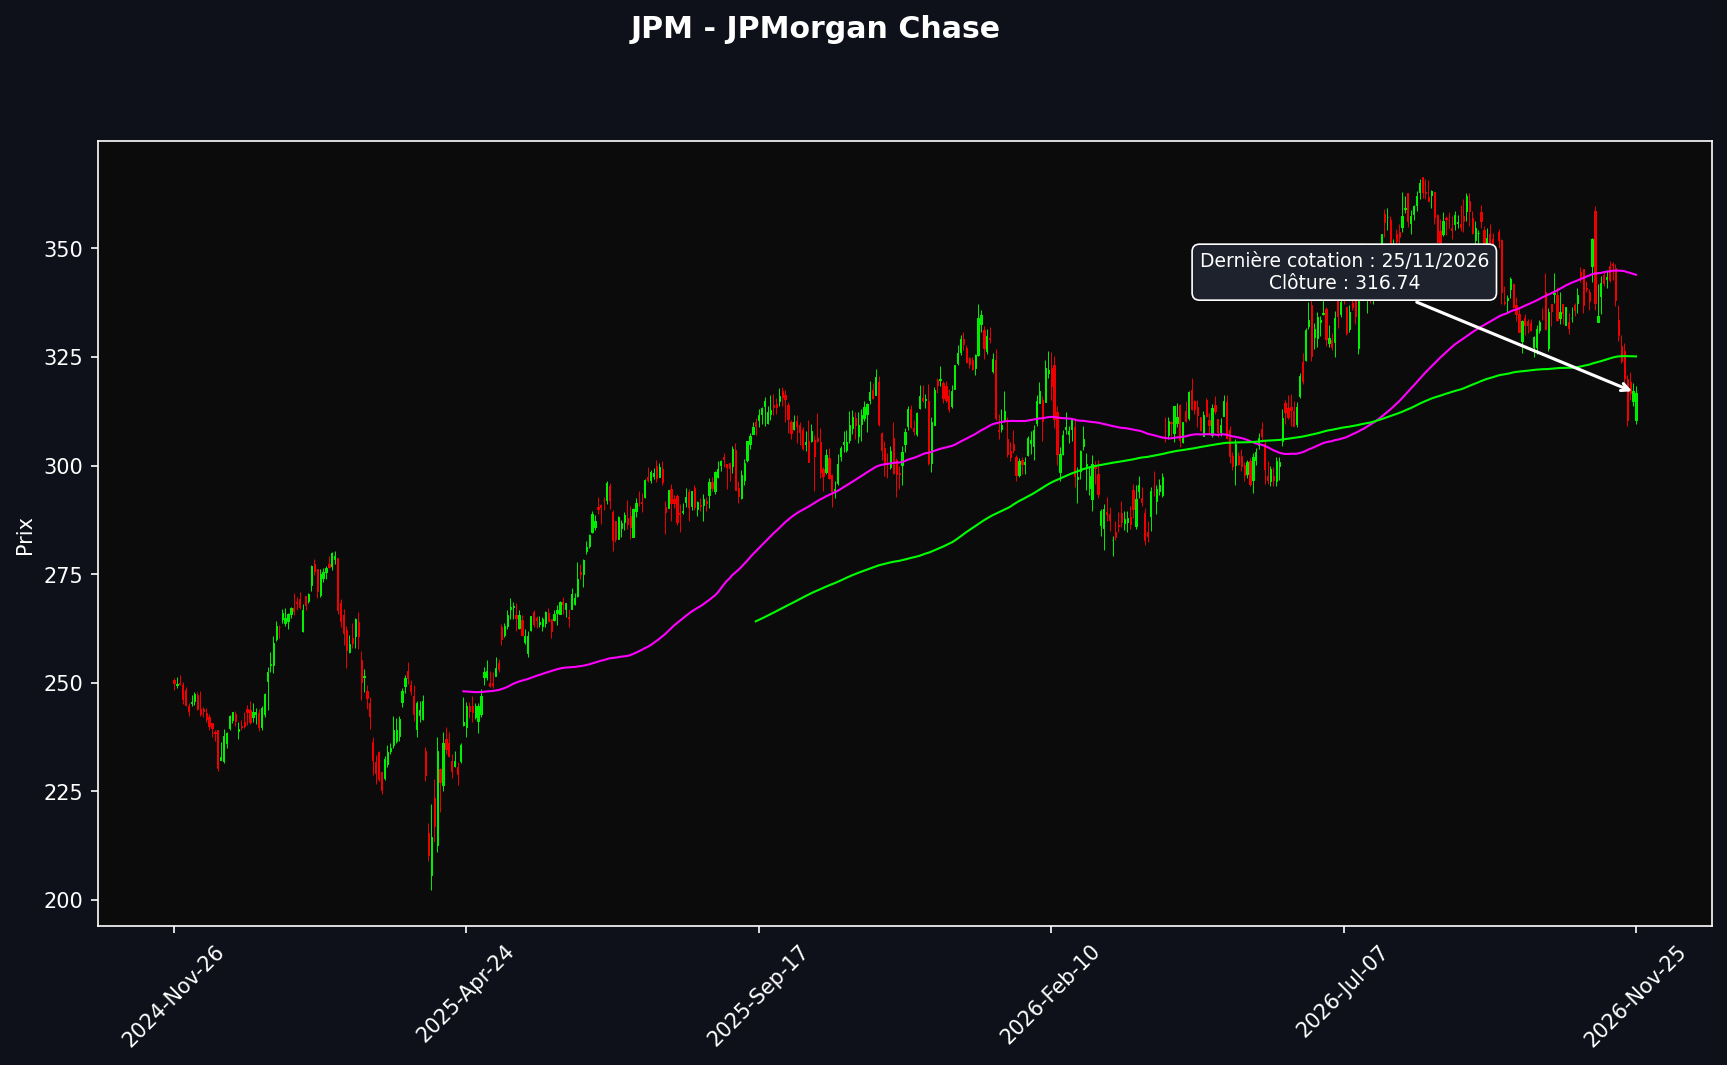 JPM - JPMorgan Chase
Prix
350
325
300
275
250
225
200
Dernière cotation : 25/11/2026
Clôture : 316.74
2024-Nov-26
2025-Apr-24
2025-Sep-17
2026-Feb-10
2026-Jul-07
2026-Nov-25